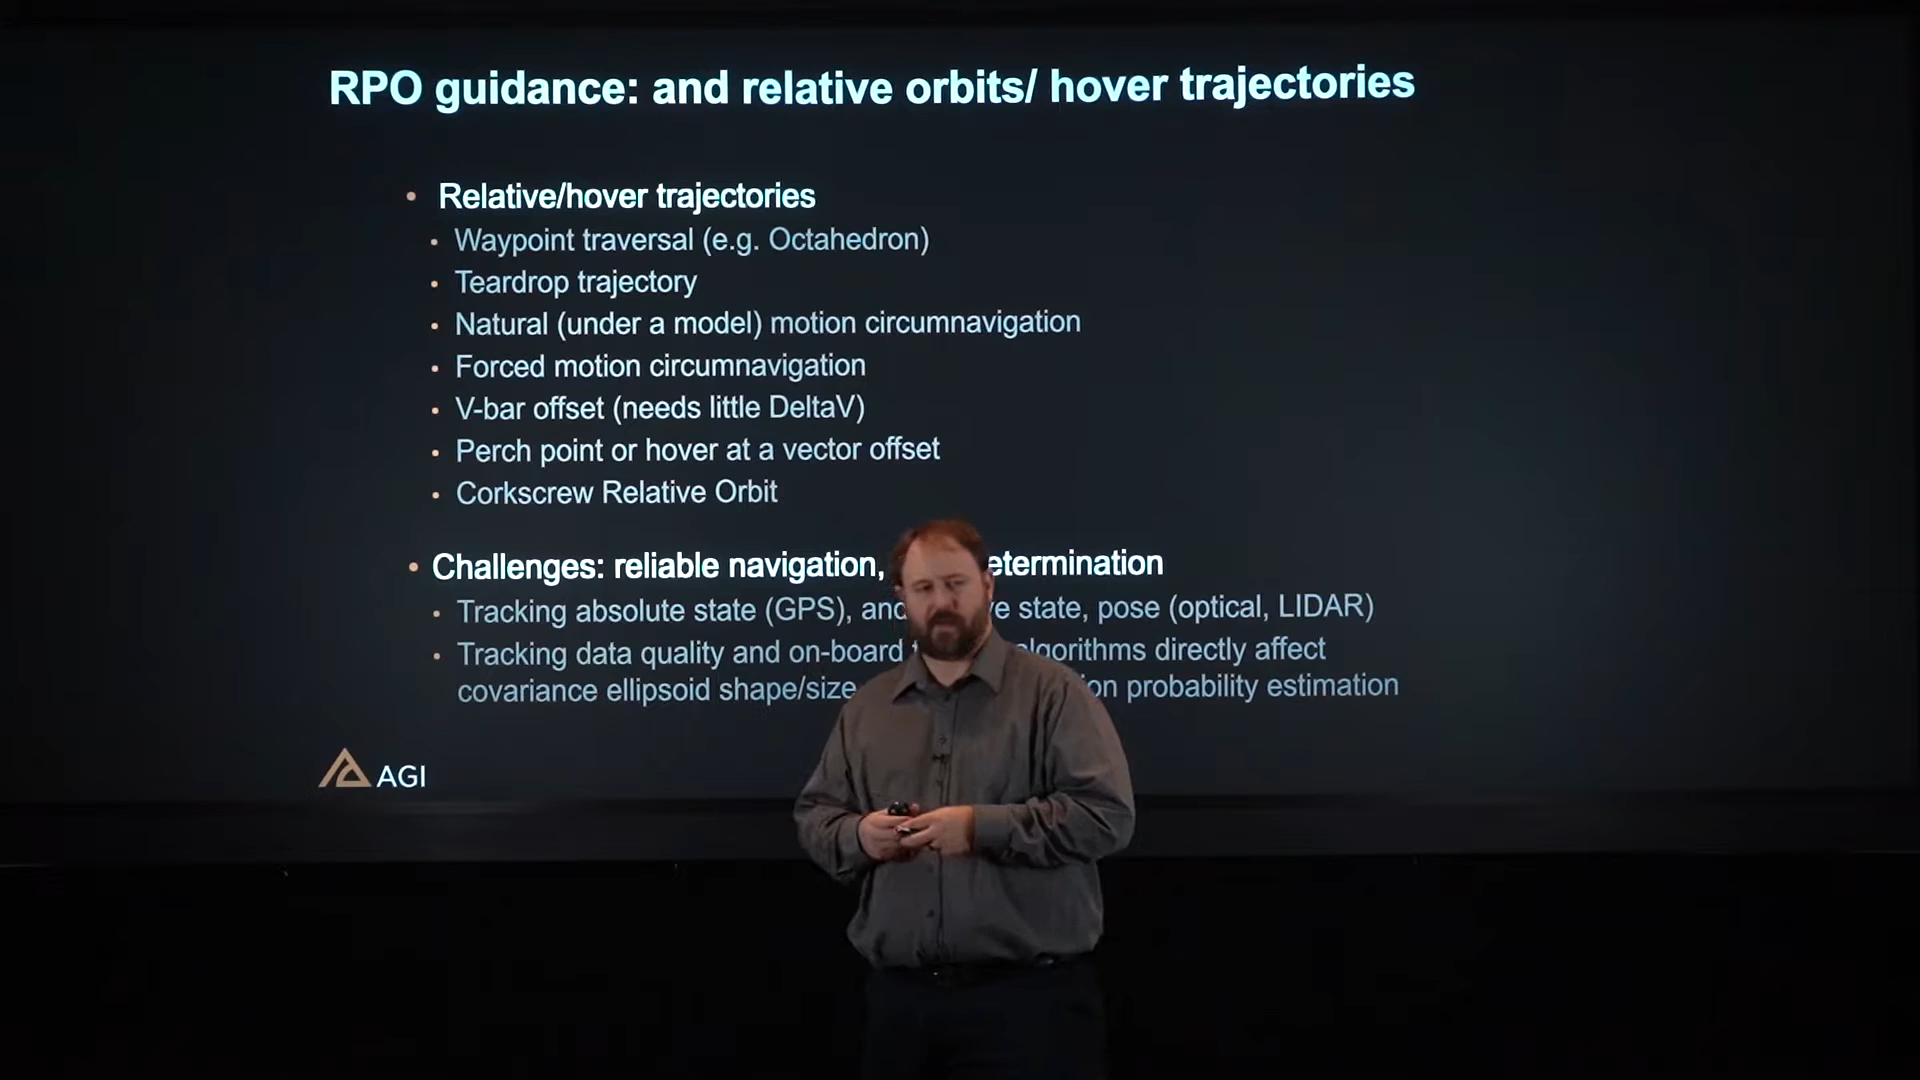 RPO guidance: and relative orbits/ hover trajectories
• Relative/hover trajectories
• Waypoint traversal (e.g. Octahedron)
• Teardrop trajectory
• Natural (under a model) motion circumnavigation
• Forced motion circumnavigation
• V-bar offset (needs little DeltaV)
• Perch point or hover at a vector offset
• Corkscrew Relative Orbit
• Challenges: reliable navigation, etermination
• Tracking absolute state (GPS), and state, pose (optical, LIDAR)
• Tracking data quality and on-board algorithms directly affect
covariance ellipsoid shape/size probability estimation
AGI